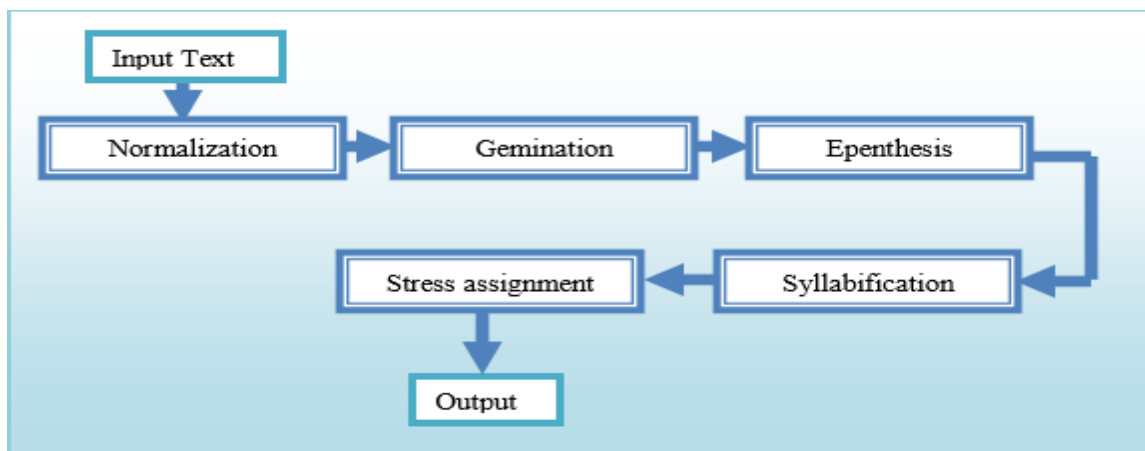 Input Text
Normalization
Gemination
Epenthesis
Syllabification
Stress assignment
Output